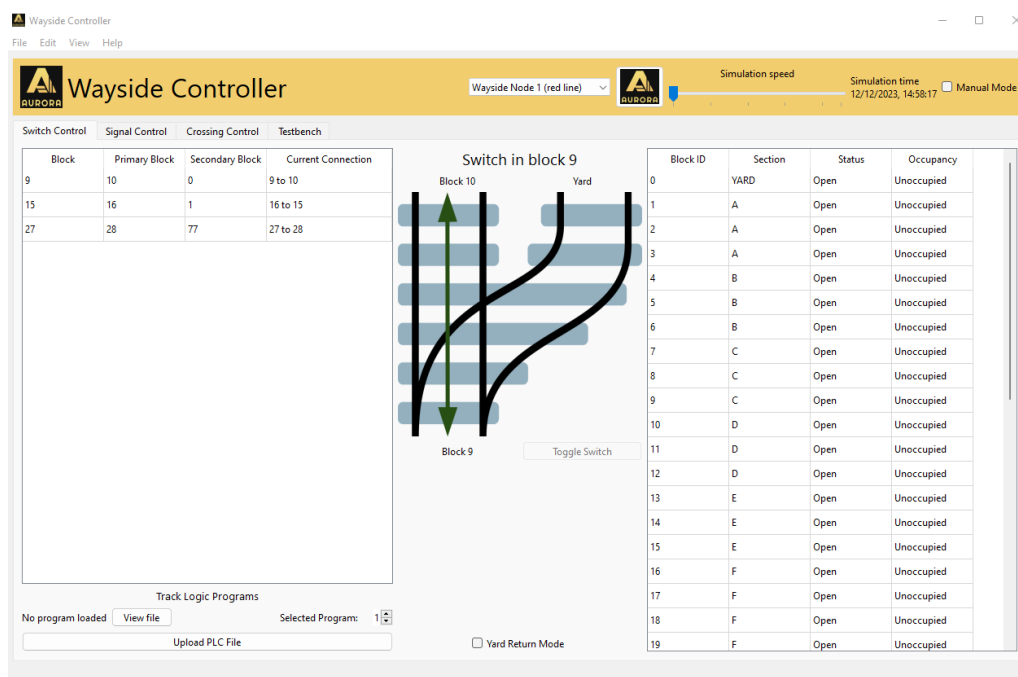 Wayside Controller
File Edit View Help
AURORA Wayside Controller Wayside Node 1 (red line) AURORA Simulation speed Simulation time 12/12/2023, 14:58:17 Manual Mode
Switch Control Signal Control Crossing Control Testbench
Block Primary Block Secondary Block Current Connection
9 10 0 9 to 10
15 16 1 16 to 15
27 28 77 27 to 28
Track Logic Programs
No program loaded View file Selected Program: 1
Upload PLC File
Switch in block 9
Block 10 Yard
Block 9 Toggle Switch
Yard Return Mode
Block ID Section Status Occupancy
0 YARD Open Unoccupied
1 A Open Unoccupied
2 A Open Unoccupied
3 A Open Unoccupied
4 B Open Unoccupied
5 B Open Unoccupied
6 B Open Unoccupied
7 C Open Unoccupied
8 C Open Unoccupied
9 C Open Unoccupied
10 D Open Unoccupied
11 D Open Unoccupied
12 D Open Unoccupied
13 E Open Unoccupied
14 E Open Unoccupied
15 E Open Unoccupied
16 F Open Unoccupied
17 F Open Unoccupied
18 F Open Unoccupied
19 F Open Unoccupied